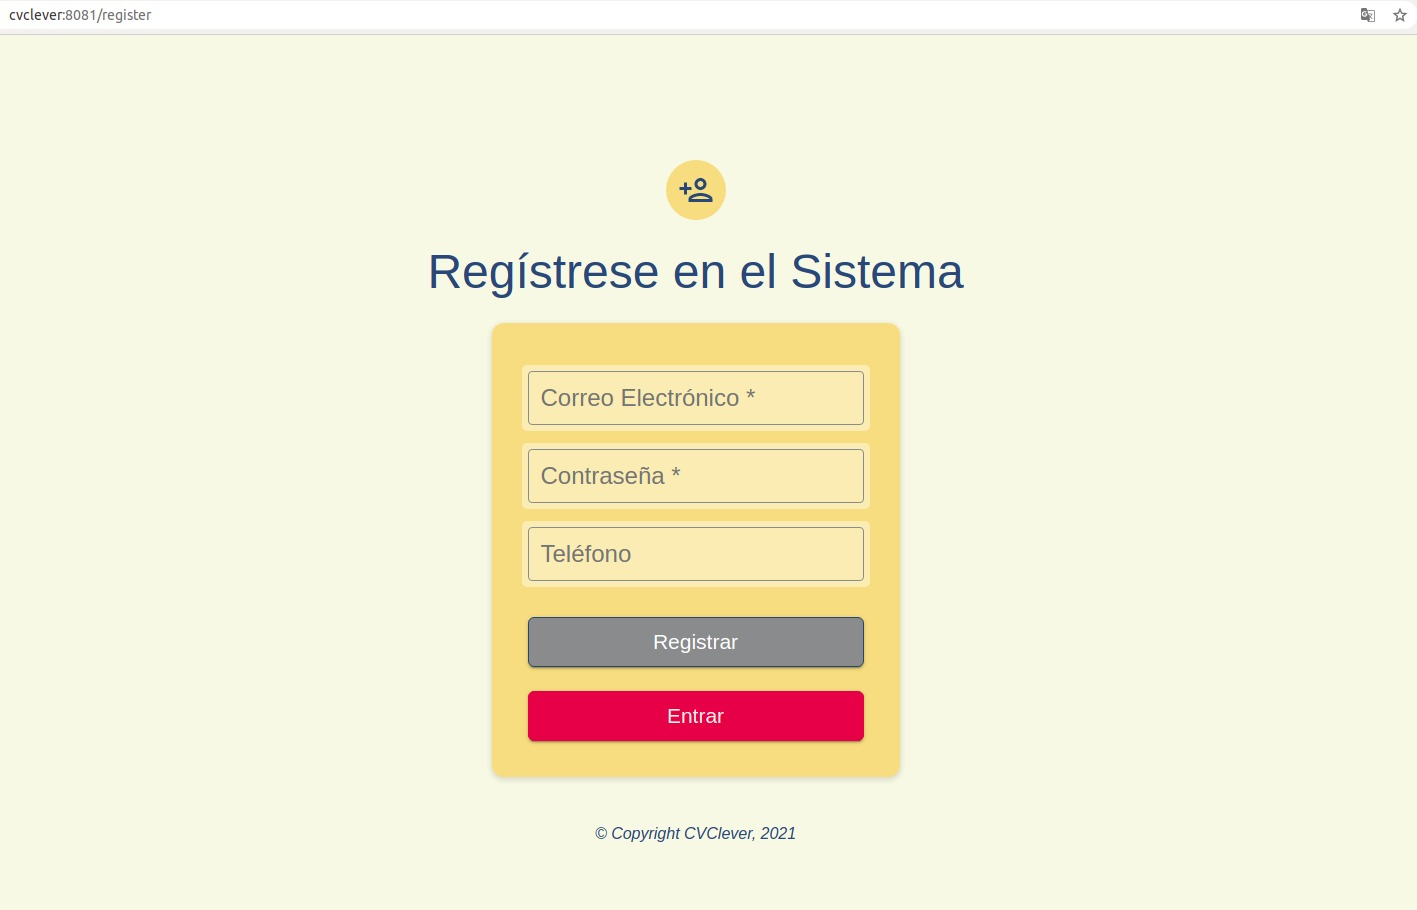 cvclever:8081/register
Regístrese en el Sistema
Correo Electrónico *
Contraseña *
Teléfono
Registrar
Entrar
© Copyright CVClever, 2021